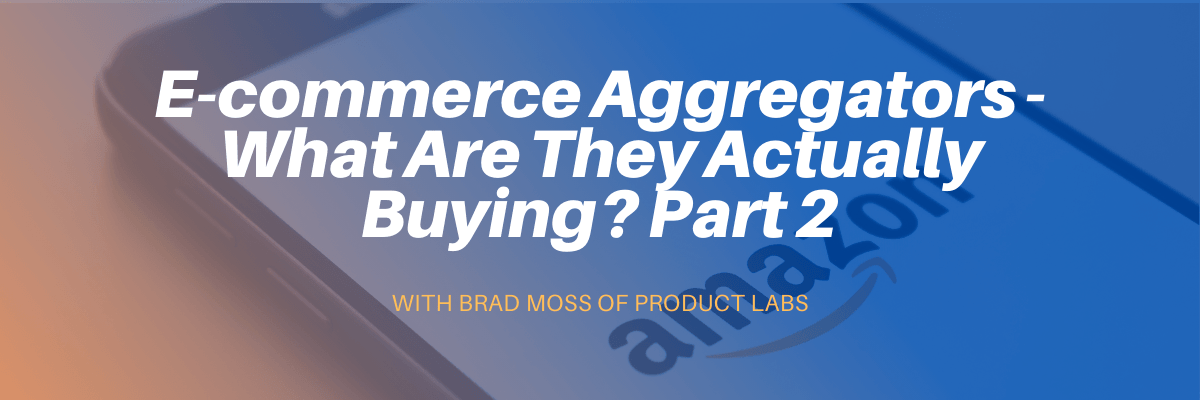 E-commerce Aggregators -
What Are They Actually
Buying? Part 2
WITH BRAD MOSS OF PRODUCT LABS
amazon